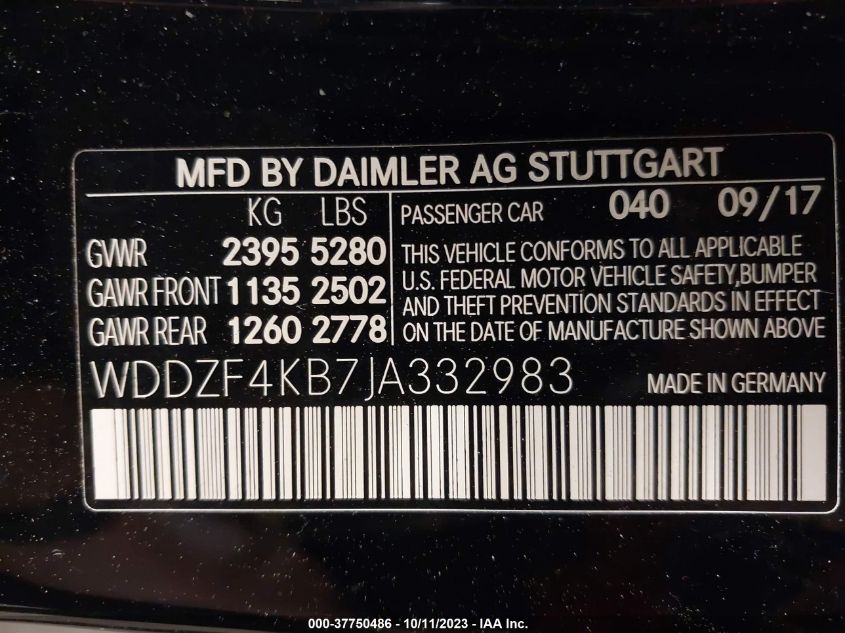 MFD BY DAIMLER AG STUTTGART
KG LBS
GVWR 2395 5280
GAWR FRONT 1135 2502
GAWR REAR 1260 2778
PASSENGER CAR 040 09/17
THIS VEHICLE CONFORMS TO ALL APPLICABLE
U.S. FEDERAL MOTOR VEHICLE SAFETY,BUMPER
AND THEFT PREVENTION STANDARDS IN EFFECT
ON THE DATE OF MANUFACTURE SHOWN ABOVE
WDDZF4KB7JA332983 MADE IN GERMANY
000-37750486 - 10/11/2023 - IAA Inc.